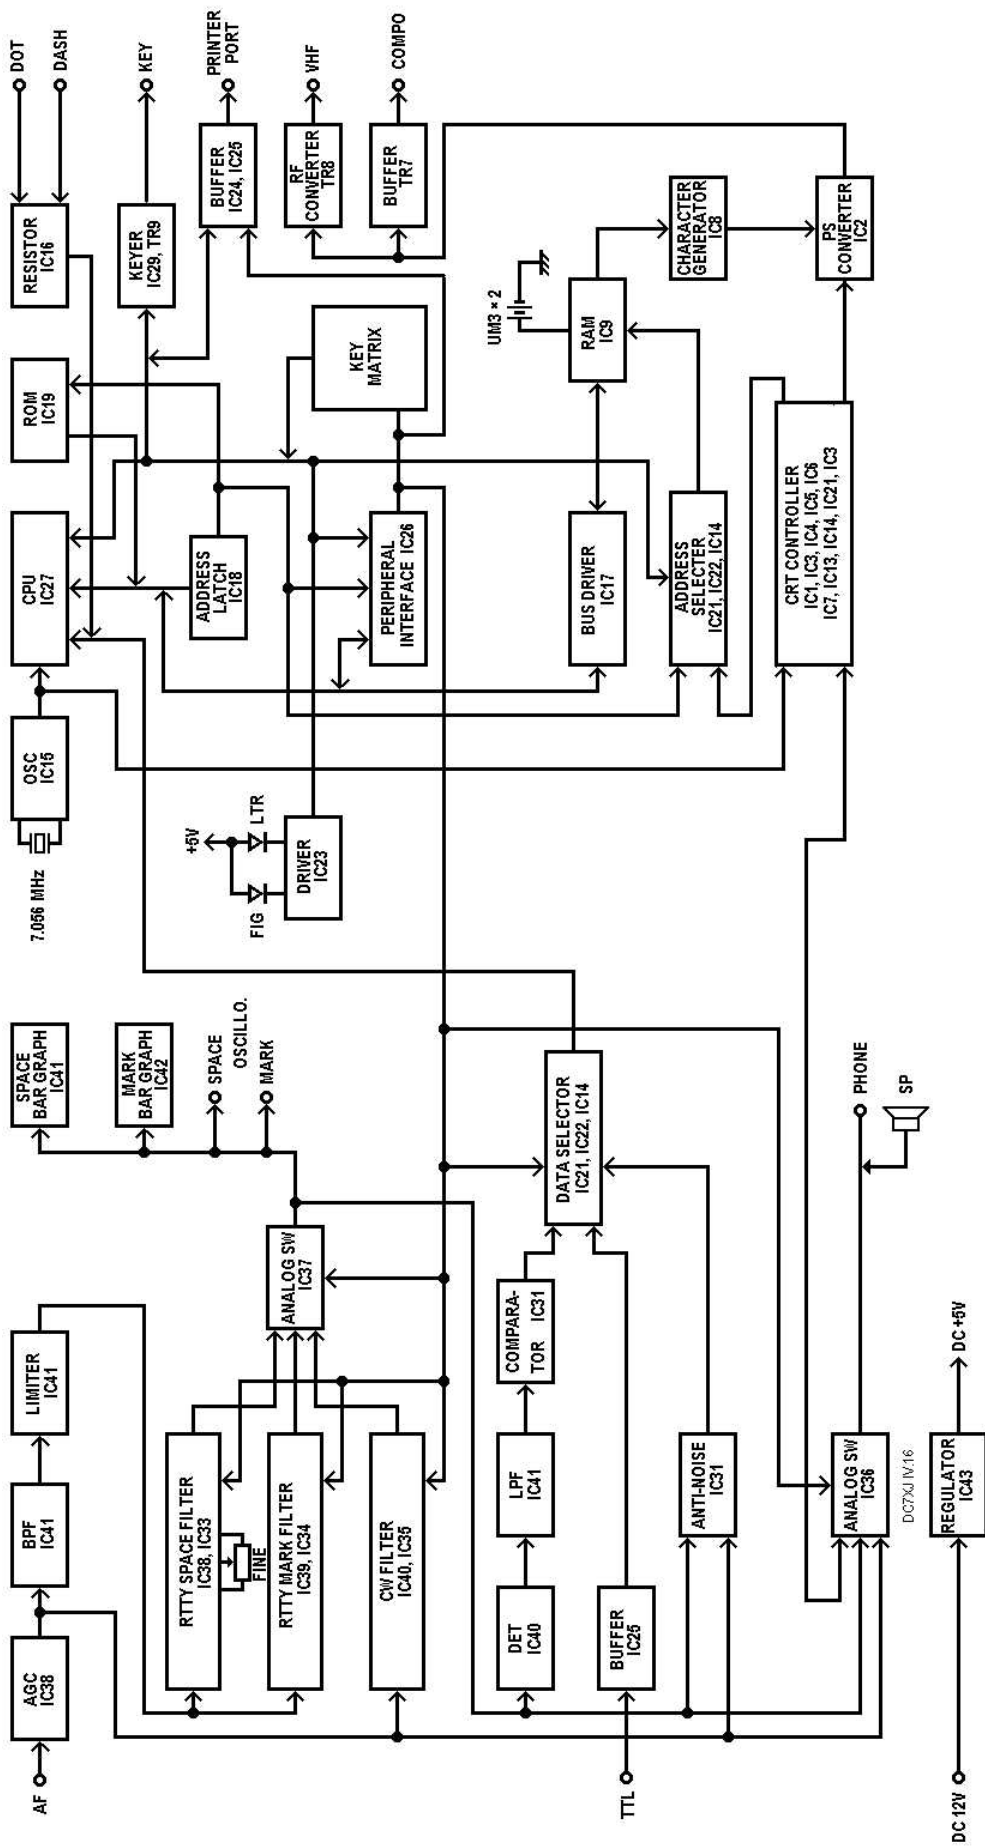 AF
AGC
IC38
BPF
IC41
LIMITER
IC41
SPACE
BAR GRAPH
IC41
MARK
BAR GRAPH
IC42
SPACE
OSCILLO.
MARK
7.056 MHz
OSC
IC15
CPU
IC27
ROM
IC19
RESISTOR
IC16
DOT
DASH
KEYER
IC29, TR9
KEY
ADDRESS
LATCH
IC18
BUFFER
IC24, IC25
PRINTER
PORT
RF
CONVERTER
TR8
VHF
BUFFER
TR7
COMPO
RTTY SPACE FILTER
IC38, IC33
FINE
RTTY MARK FILTER
IC39, IC34
CW FILTER
IC40, IC35
ANALOG SW
IC37
+5V
FIG
LTR
DRIVER
IC23
KEY
MATRIX
PERIPHERAL
INTERFACE IC26
DET
IC40
LPF
IC41
COMPARA-
TOR IC31
DATA SELECTOR
IC21, IC22, IC14
BUS DRIVER
IC17
UM3 × 2
RAM
IC9
CHARACTER
GENERATOR
IC8
TTL
BUFFER
IC25
ANTI-NOISE
IC31
ADDRESS
SELECTER
IC21, IC22, IC14
CRT CONTROLLER
IC1, IC3, IC4, IC5, IC6
IC7, IC13, IC14, IC21, IC3
PS
CONVERTER
IC2
ANALOG SW
IC36
PHONE
SP
DC7XJ IV.16
DC 12V
REGULATOR
IC43
DC +5V